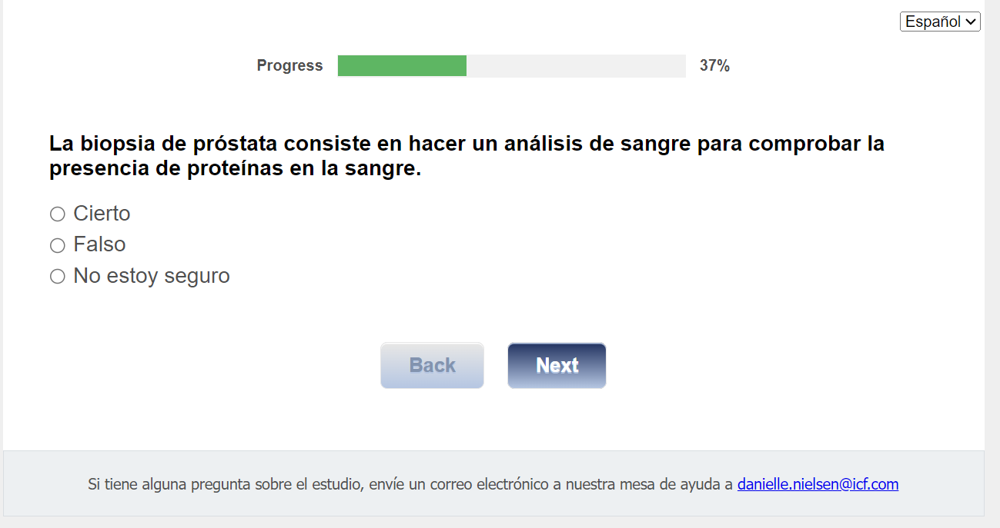 Español
Progress 37%
La biopsia de próstata consiste en hacer un análisis de sangre para comprobar la
presencia de proteínas en la sangre.
Cierto
Falso
No estoy seguro
Back Next
Si tiene alguna pregunta sobre el estudio, envíe un correo electrónico a nuestra mesa de ayuda a danielle.nielsen@icf.com